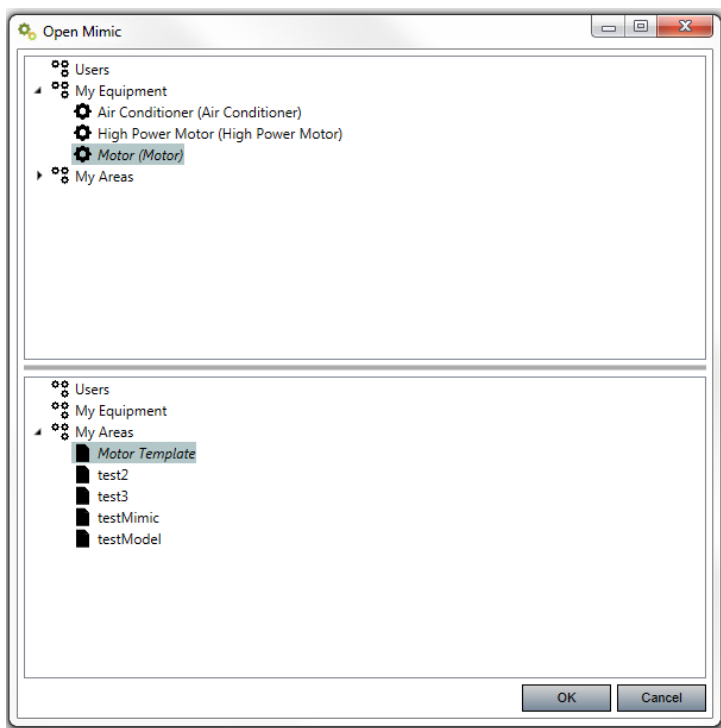 Open Mimic
Users
My Equipment
Air Conditioner (Air Conditioner)
High Power Motor (High Power Motor)
Motor (Motor)
My Areas
Users
My Equipment
My Areas
Motor Template
test2
test3
testMimic
testModel
OK Cancel